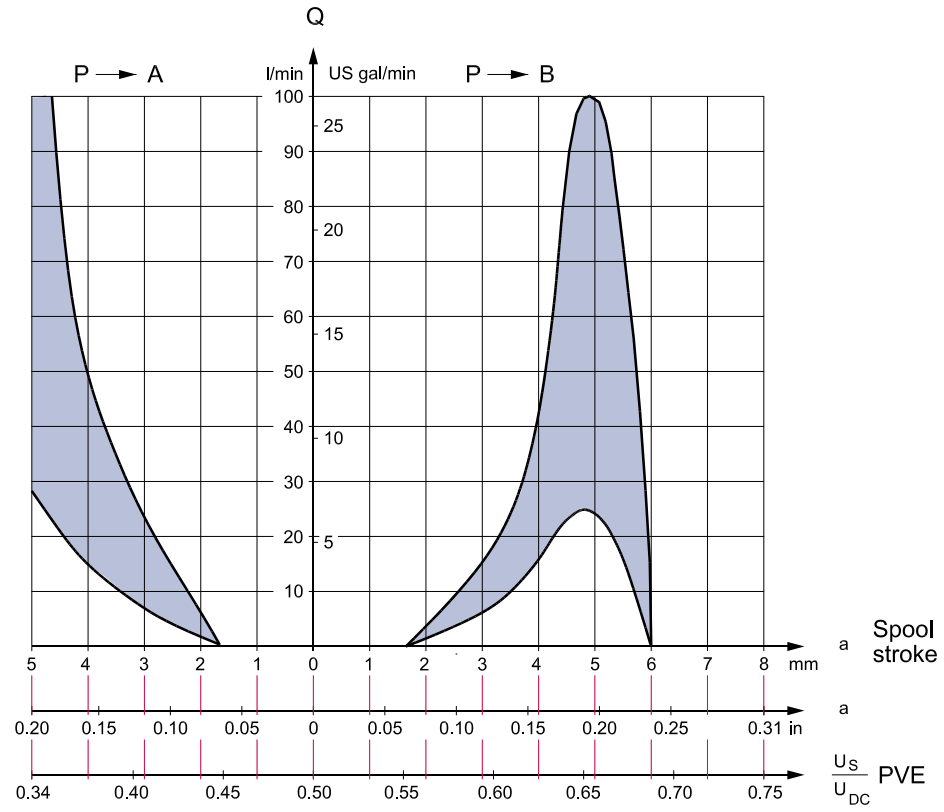 Q
P → A
l/min
US gal/min
P → B
100
90
80
70
60
50
40
30
20
10
25
20
15
10
5
5 4 3 2 1 0 1 2 3 4 5 6 7 8 mm
a Spool stroke
0.20 0.15 0.10 0.05 0 0.05 0.10 0.15 0.20 0.25 0.31 in
a
0.34 0.40 0.45 0.50 0.55 0.60 0.65 0.70 0.75
U_S
U_DC
PVE